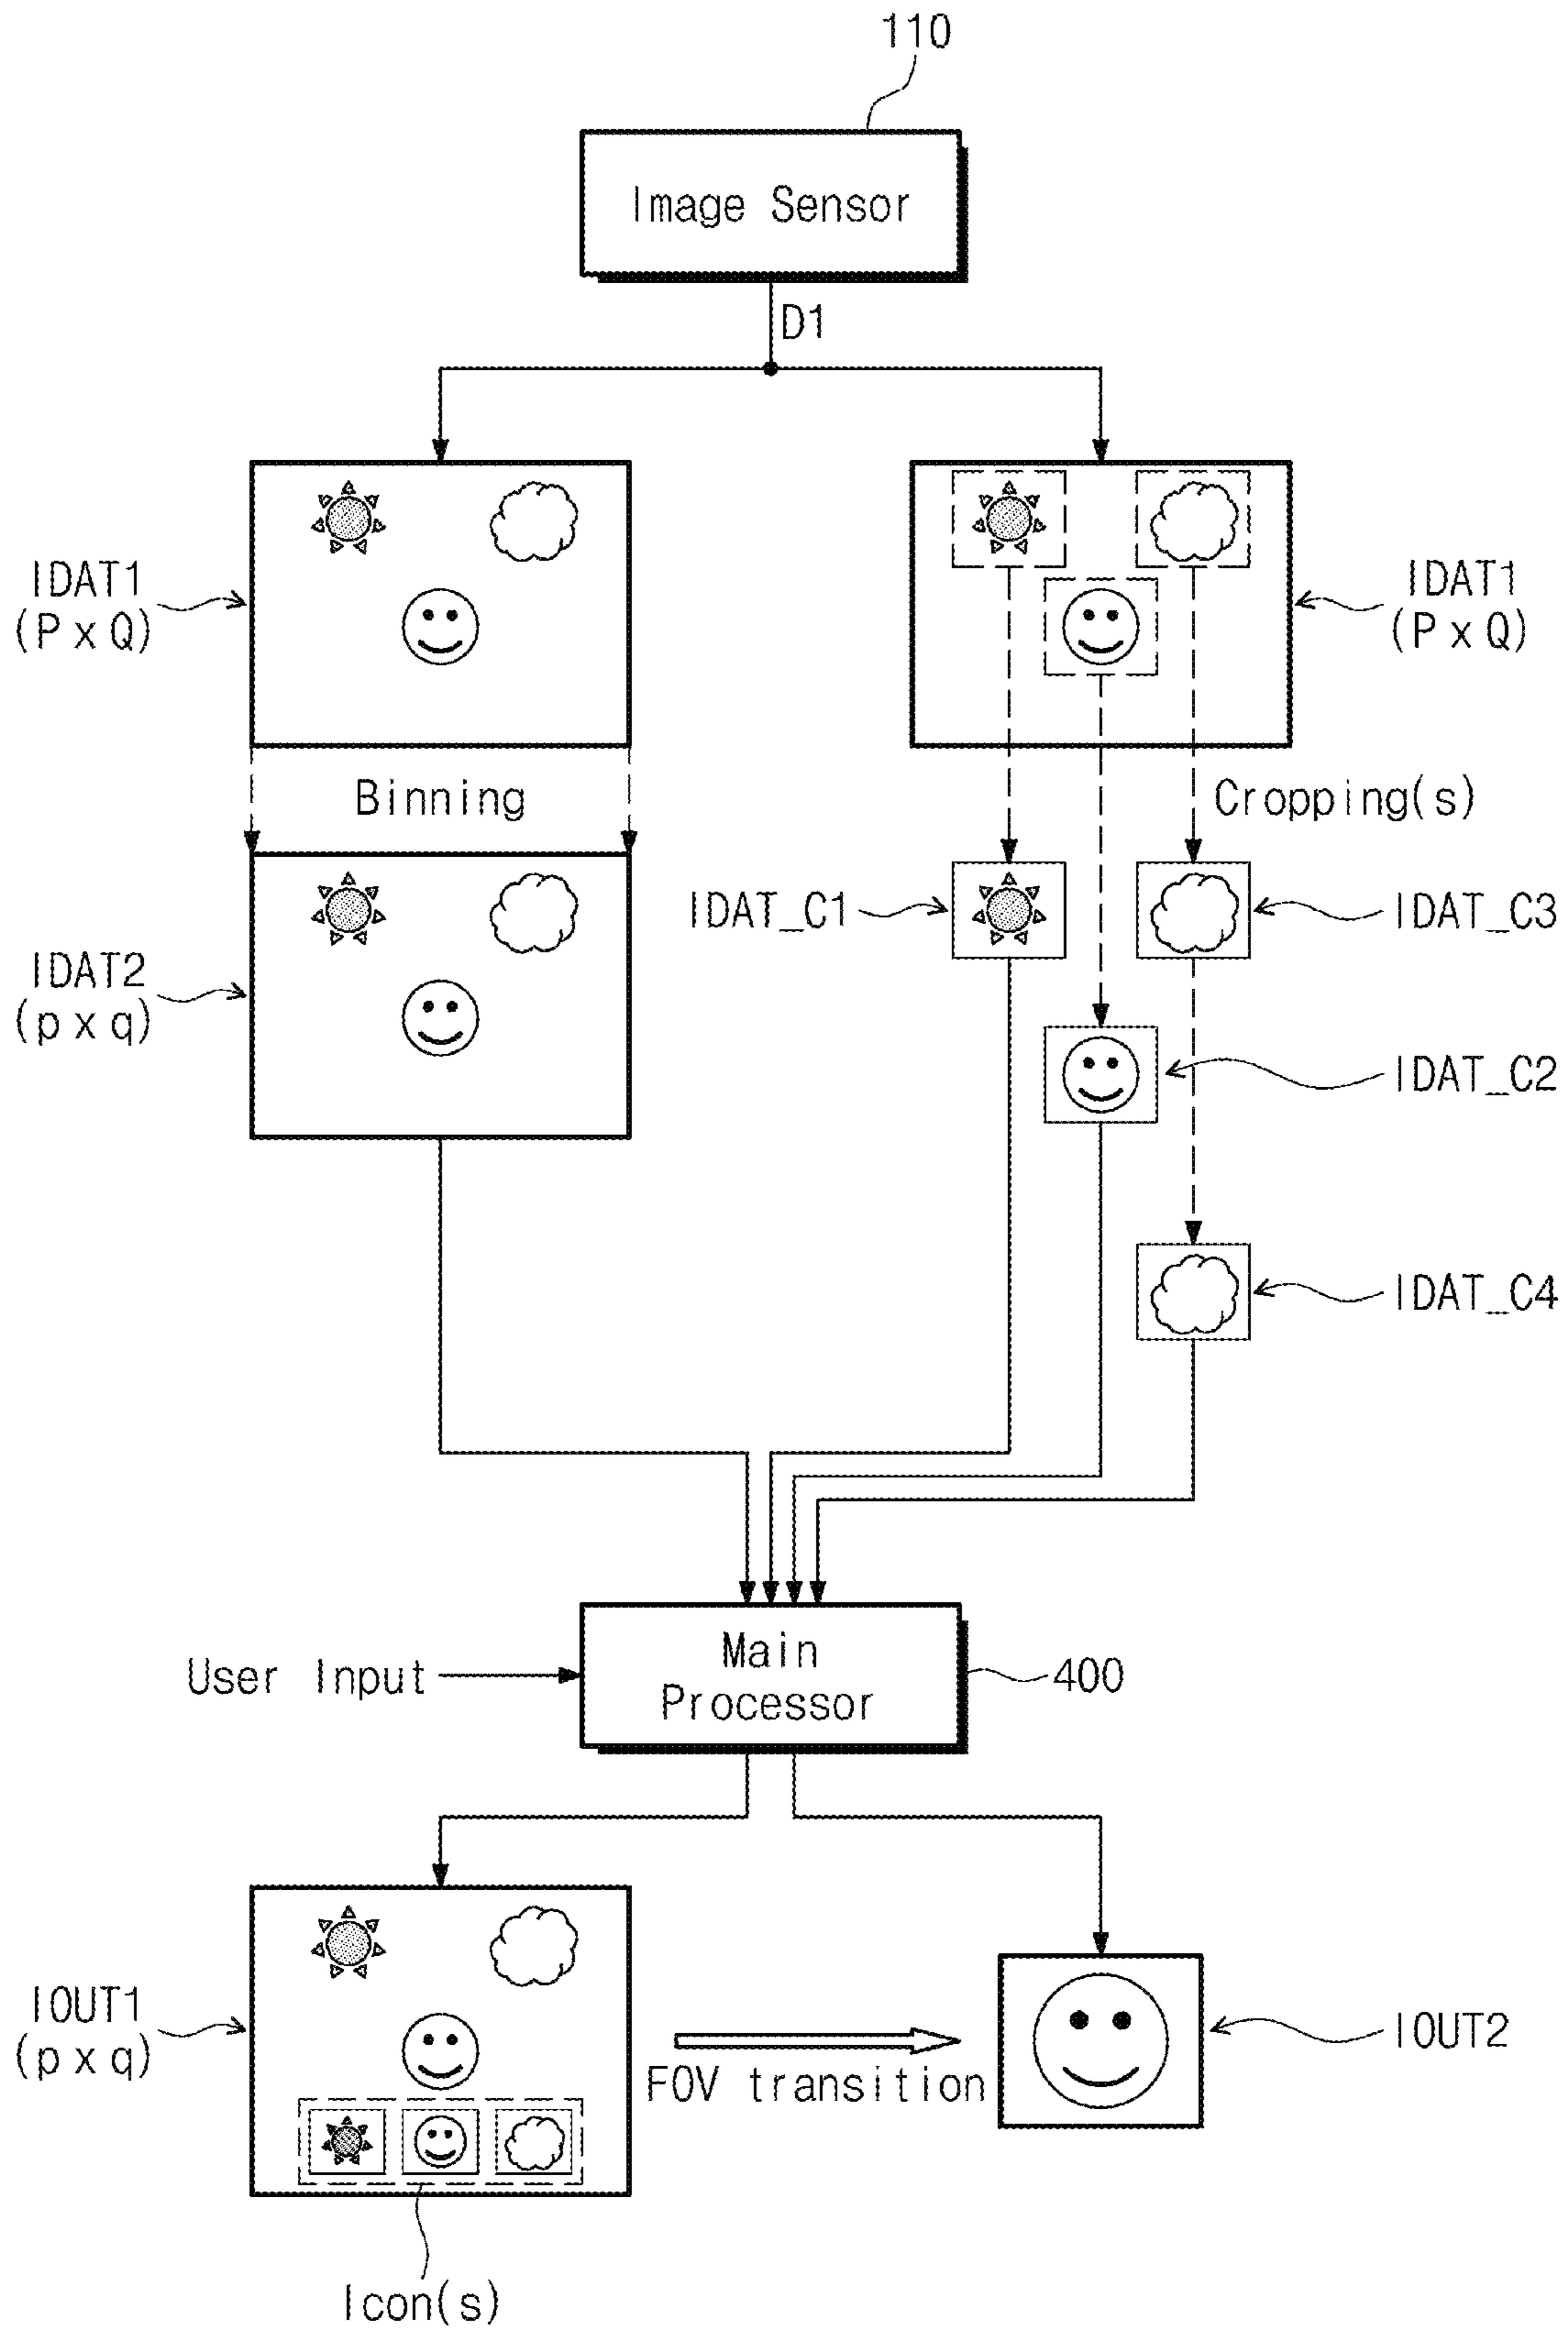 110
Image Sensor
D1
IDAT1
(P x Q)
IDAT1
(P x Q)
Binning
Cropping(s)
IDAT_C1
IDAT_C3
IDAT2
(p x q)
IDAT_C2
IDAT_C4
User Input
Main
Processor
400
IOUT1
(p x q)
FOV transition
IOUT2
Icon(s)